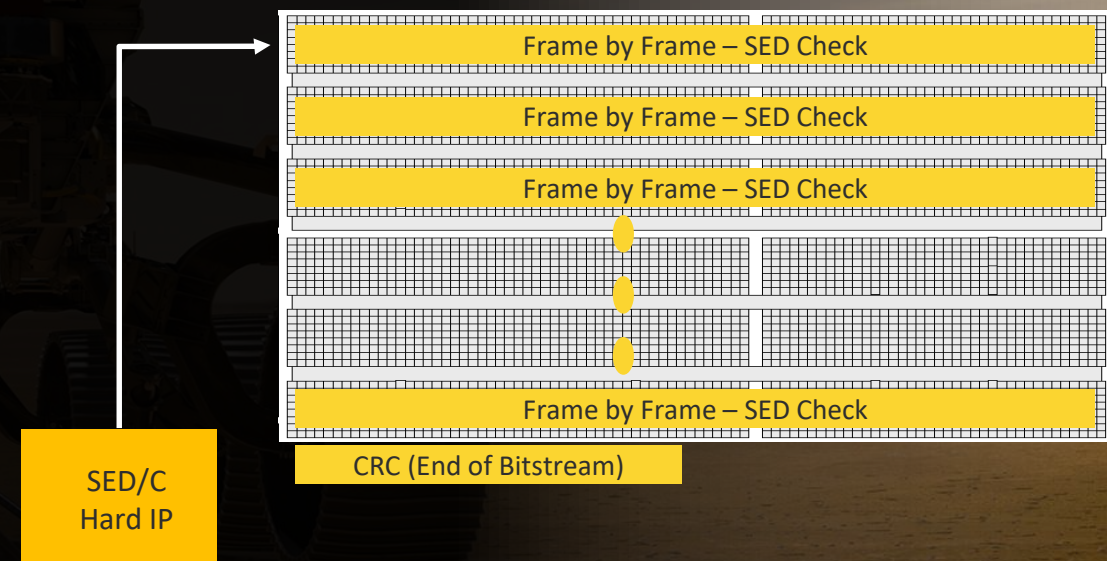 Frame by Frame – SED Check
Frame by Frame – SED Check
Frame by Frame – SED Check
Frame by Frame – SED Check
CRC (End of Bitstream)
SED/C
Hard IP